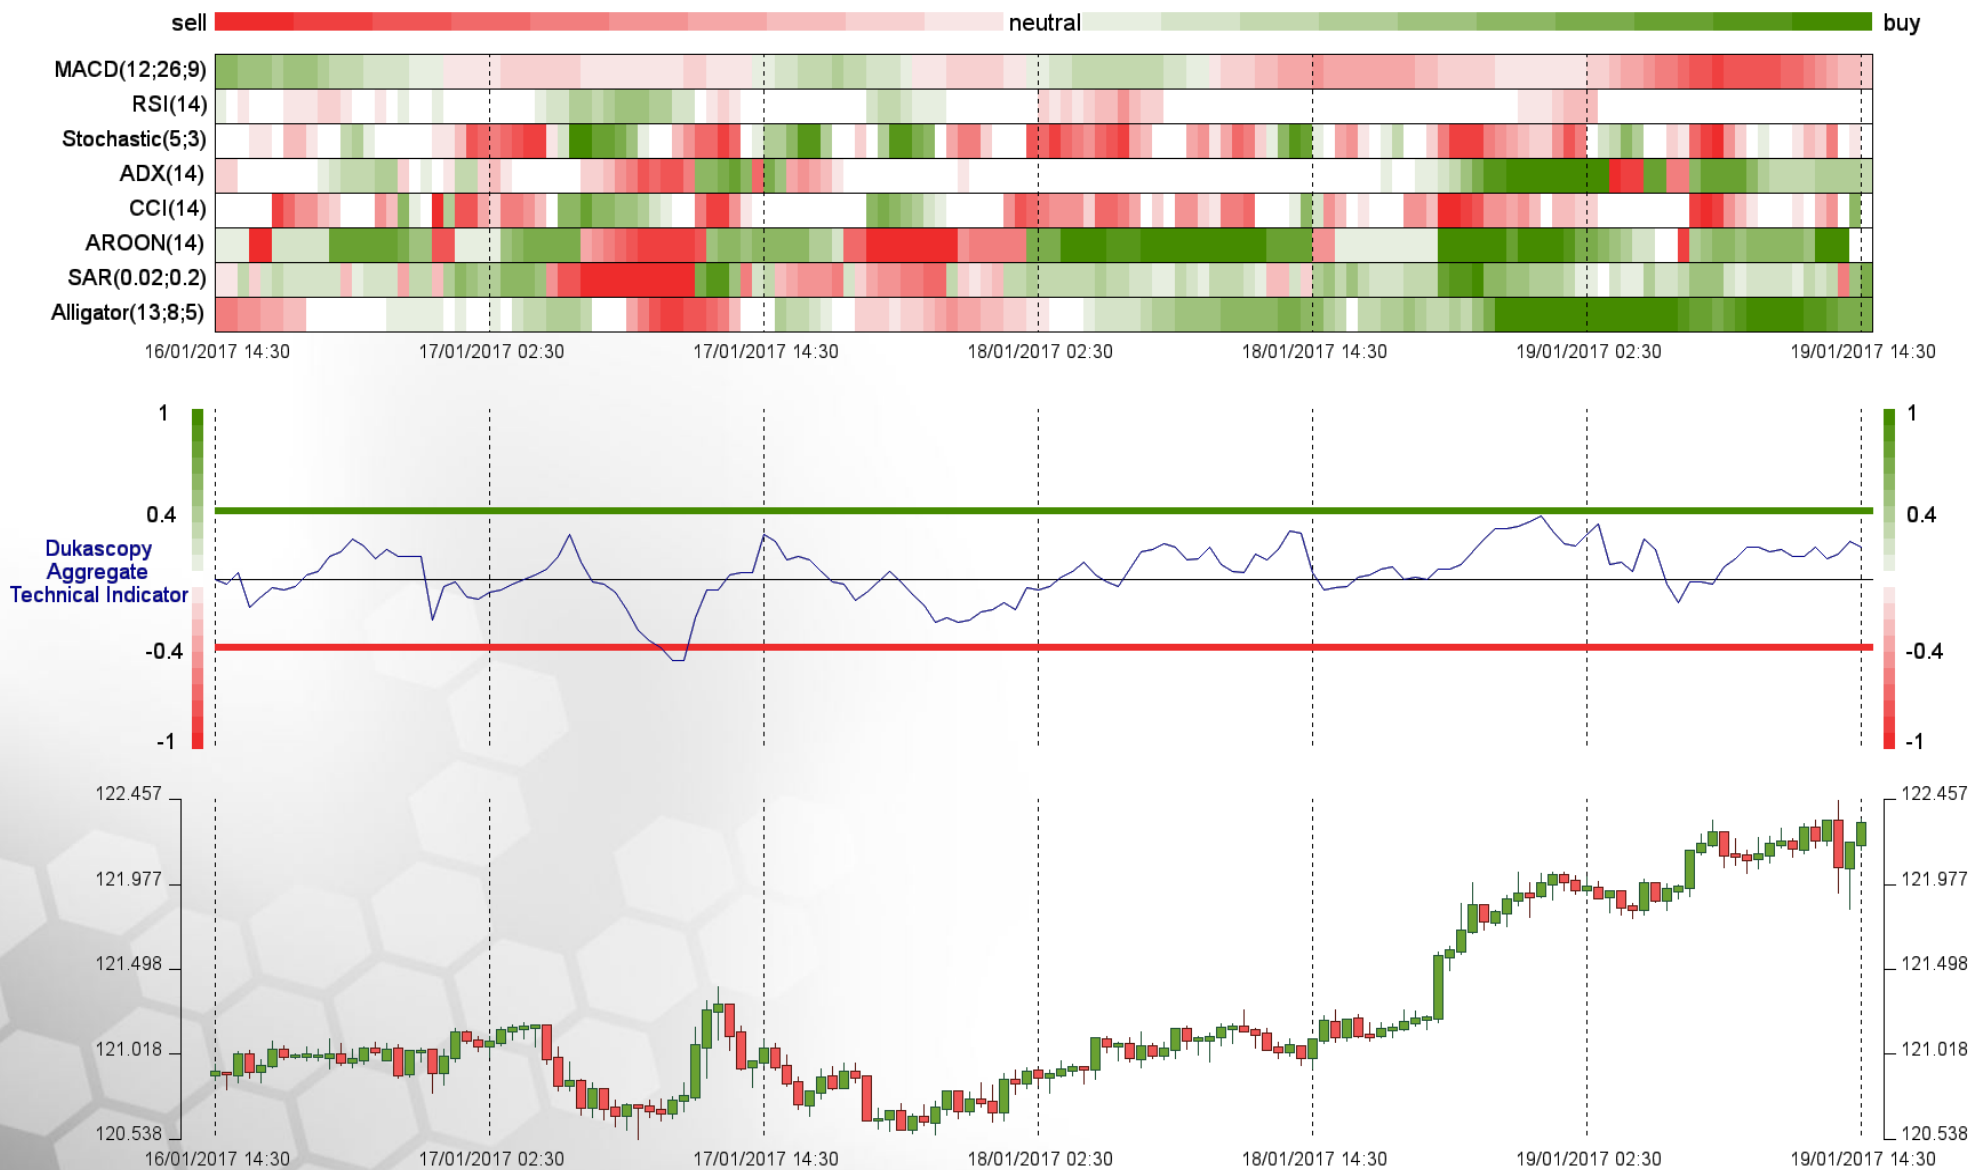 sell neutral buy
MACD(12;26;9)
RSI(14)
Stochastic(5;3)
ADX(14)
CCI(14)
AROON(14)
SAR(0.02;0.2)
Alligator(13;8;5)
16/01/2017 14:30 17/01/2017 02:30 17/01/2017 14:30 18/01/2017 02:30 18/01/2017 14:30 19/01/2017 02:30 19/01/2017 14:30
1 1
0.4 0.4
Dukascopy
Aggregate
Technical Indicator
-0.4 -0.4
-1 -1
122.457 122.457
121.977 121.977
121.498 121.498
121.018 121.018
120.538 120.538
16/01/2017 14:30 17/01/2017 02:30 17/01/2017 14:30 18/01/2017 02:30 18/01/2017 14:30 19/01/2017 02:30 19/01/2017 14:30